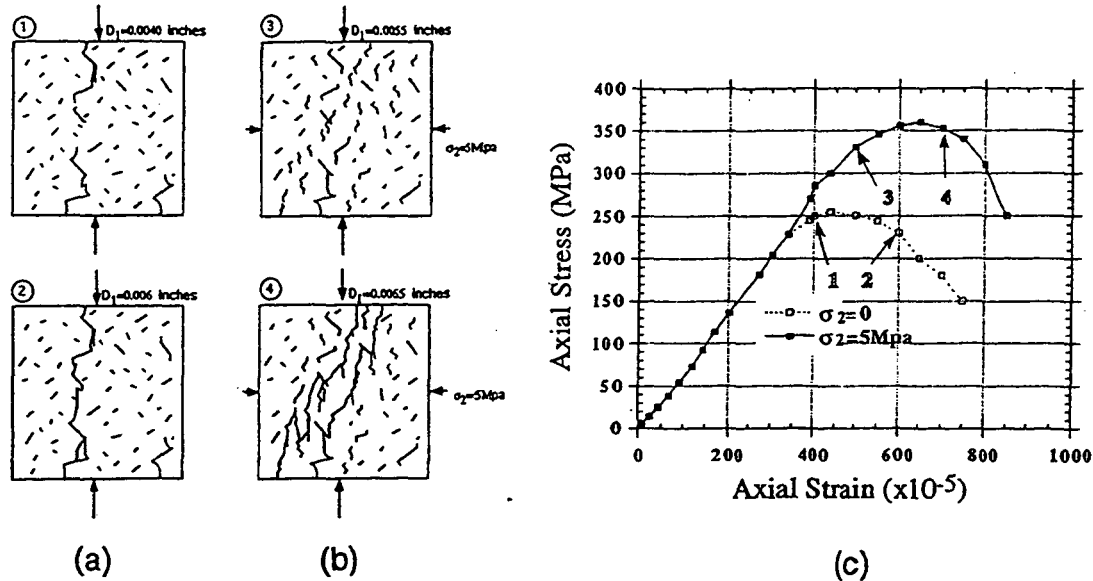 ①
D₁=0.0040 inches
②
D₁=0.006 inches
(a)
③
D₁=0.0055 inches
σ₂=5Mpa
④
D₁=0.0065 inches
σ₂=5Mpa
(b)
Axial Stress (MPa)
400
350
300
250
200
150
100
50
0
0 200 400 600 800 1000
Axial Strain (x10⁻⁵)
3
4
1
2
σ₂=0
σ₂=5Mpa
(c)